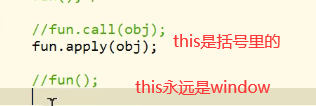 //fun.call(obj);
fun.apply(obj);
this是括号里的
//fun();
this永远是window